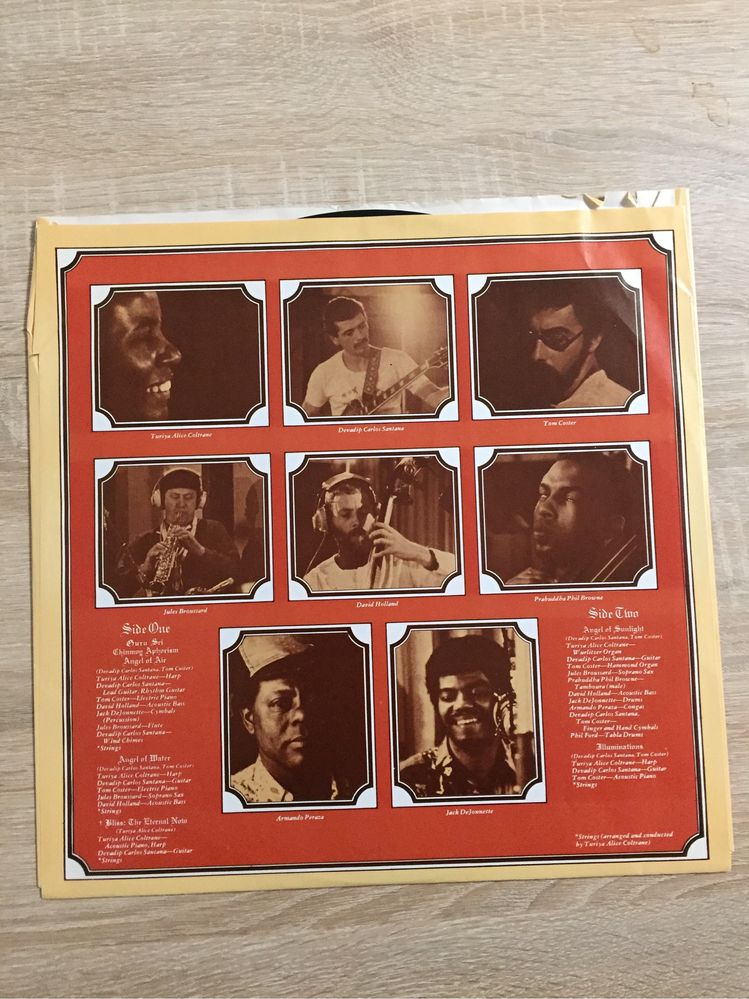 Turiya Alice Coltrane
Devadip Carlos Santana
Tom Coster
Jules Broussard
David Holland
Prabuddha Phil Browne
Side One
Guru Sri
Chinmoy Aphorism
Angel of Air
(Devadip Carlos Santana, Tom Coster)
Turiya Alice Coltrane—Harp
Devadip Carlos Santana—
Lead Guitar, Rhythm Guitar
Tom Coster—Electric Piano
David Holland—Acoustic Bass
Jack DeJonnette—Cymbals
(Percussion)
Jules Broussard—Flute
Devadip Carlos Santana—
Wind Chimes
*Strings
Angel of Water
(Devadip Carlos Santana, Tom Coster)
Turiya Alice Coltrane—Harp
Devadip Carlos Santana—Guitar
Tom Coster—Electric Piano
Jules Broussard—Soprano Sax
David Holland—Acoustic Bass
*Strings
† Bliss: The Eternal Now
(Turiya Alice Coltrane)
Turiya Alice Coltrane—
Acoustic Piano, Harp
Devadip Carlos Santana—Guitar
*Strings
Armando Peraza
Jack DeJonnette
Side Two
Angel of Sunlight
(Devadip Carlos Santana, Tom Coster)
Turiya Alice Coltrane—
Wurlitzer Organ
Devadip Carlos Santana—Guitar
Tom Coster—Hammond Organ
Jules Broussard—Soprano Sax
Prabuddha Phil Browne—
Tamboura (male)
David Holland—Acoustic Bass
Jack DeJonnette—Drums
Armando Peraza—Congas
Devadip Carlos Santana,
Tom Coster—
Finger and Hand Cymbals
Phil Ford—Tabla Drums
Illuminations
(Devadip Carlos Santana, Tom Coster)
Turiya Alice Coltrane—Harp
Devadip Carlos Santana—Guitar
Tom Coster—Acoustic Piano
*Strings
*Strings (arranged and conducted
by Turiya Alice Coltrane)